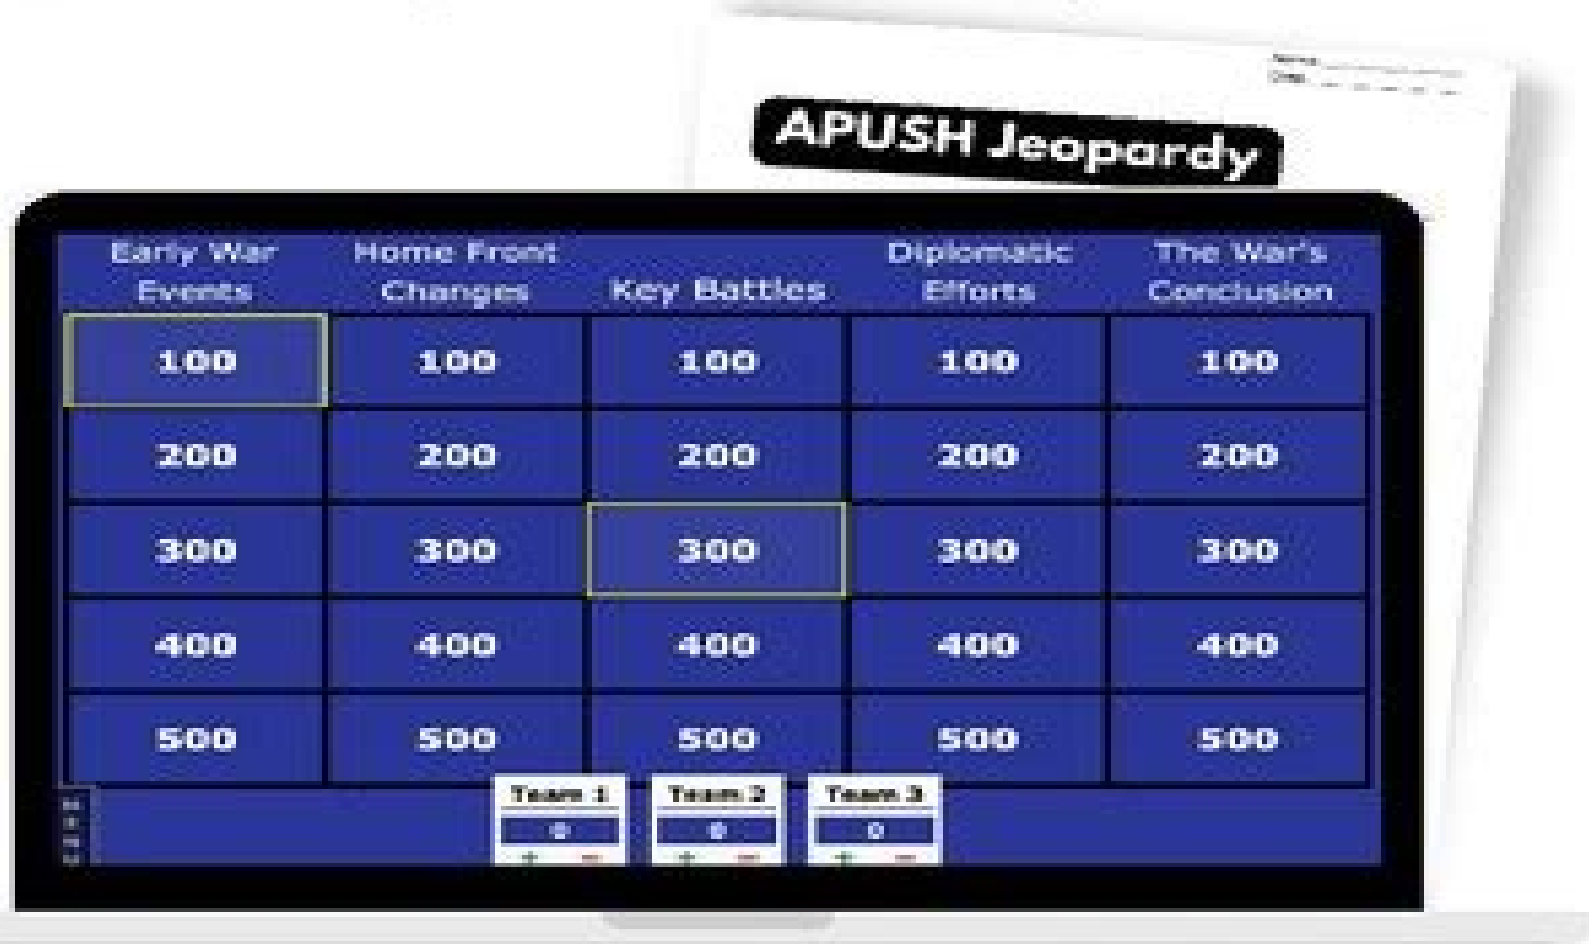 APUSH Jeopardy
Early War Events
Home Front Changes
Key Battles
Diplomatic Efforts
The War's Conclusion
100 100 100 100 100
200 200 200 200 200
300 300 300 300 300
400 400 400 400 400
500 500 500 500 500
Team 1 Team 2 Team 3
0 0 0
+ - + - + -